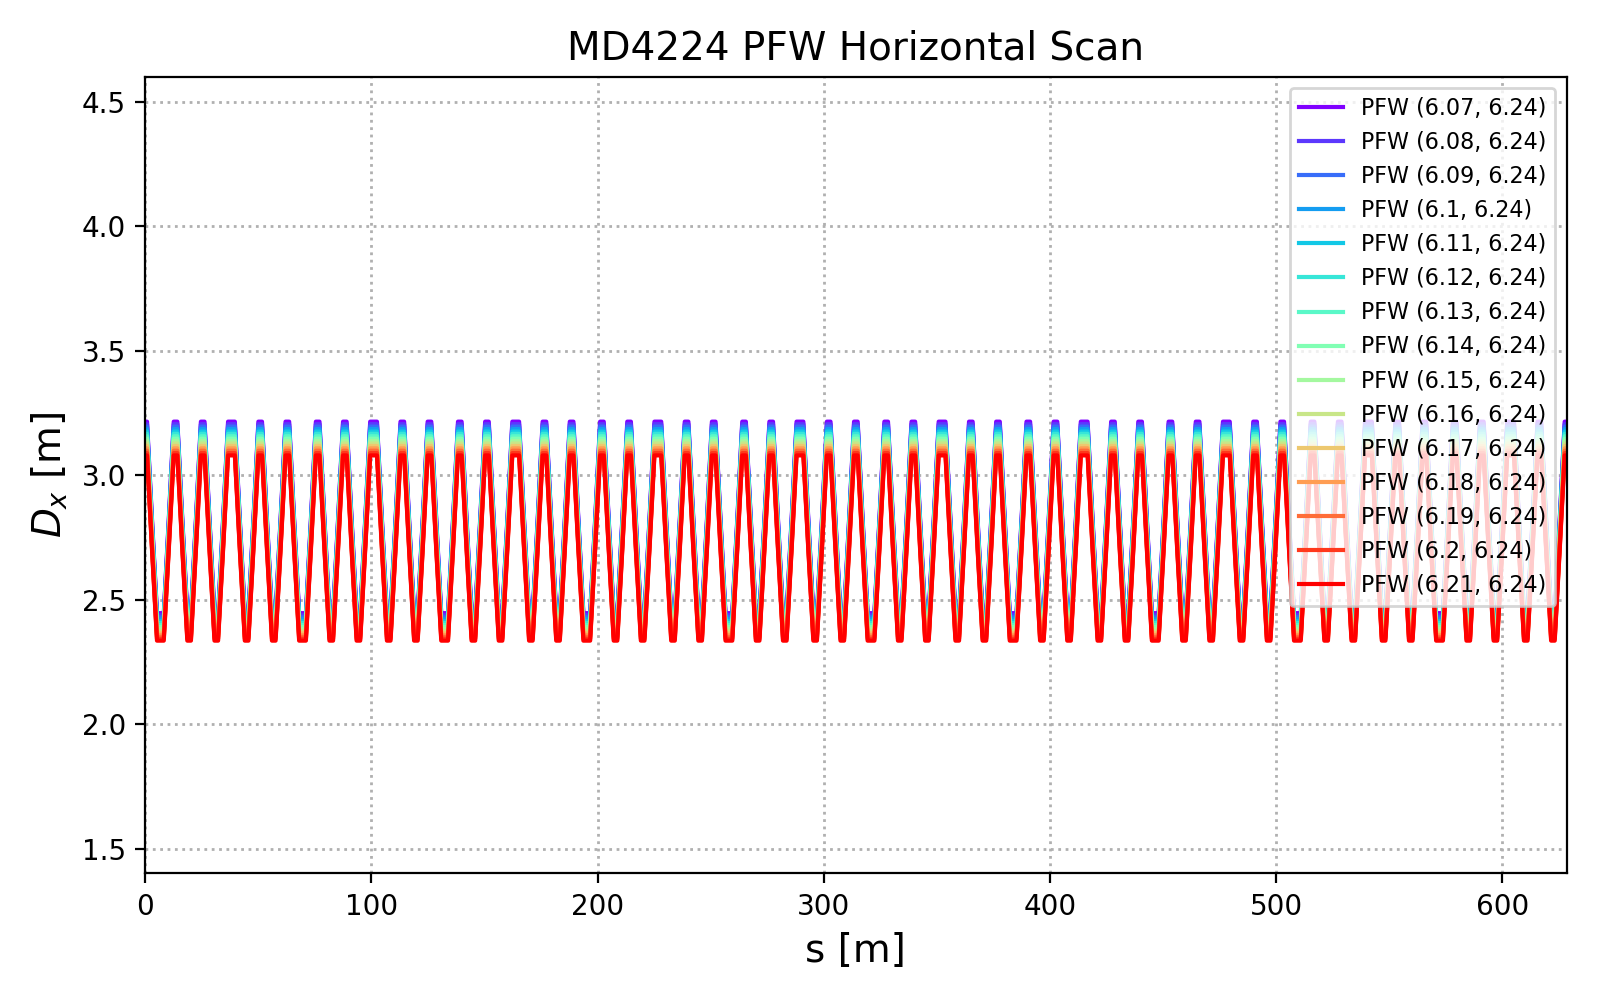 MD4224 PFW Horizontal Scan
4.5
4.0
3.5
3.0
2.5
2.0
1.5
Dx [m]
0
100
200
300
400
500
600
s [m]
PFW (6.07, 6.24)
PFW (6.08, 6.24)
PFW (6.09, 6.24)
PFW (6.1, 6.24)
PFW (6.11, 6.24)
PFW (6.12, 6.24)
PFW (6.13, 6.24)
PFW (6.14, 6.24)
PFW (6.15, 6.24)
PFW (6.16, 6.24)
PFW (6.17, 6.24)
PFW (6.18, 6.24)
PFW (6.19, 6.24)
PFW (6.2, 6.24)
PFW (6.21, 6.24)